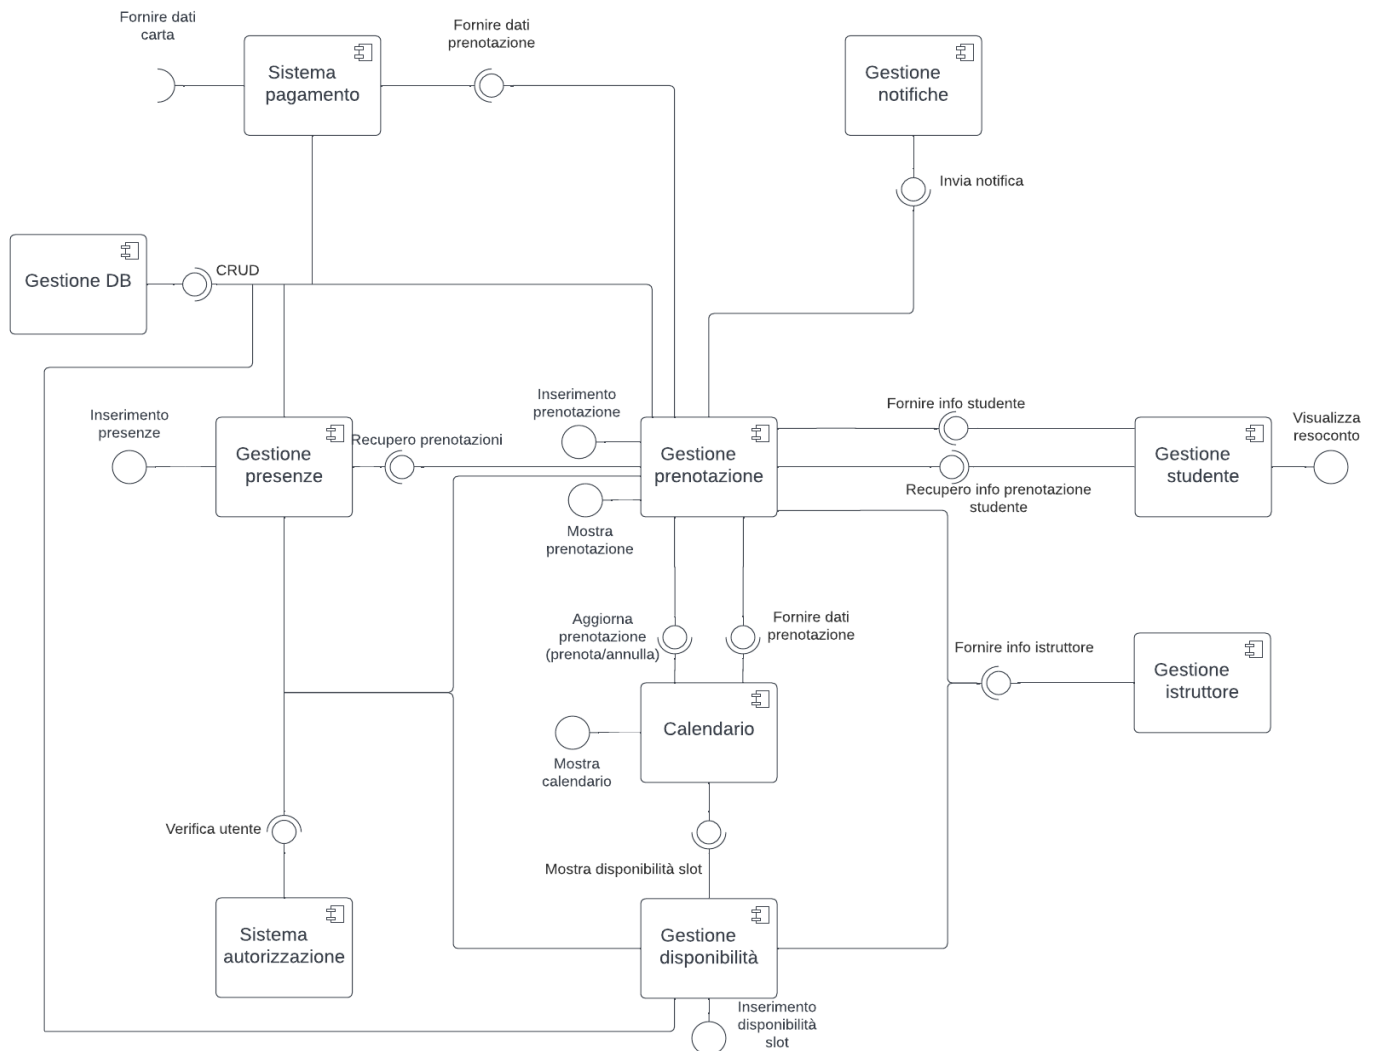 Fornire dati
carta
Sistema
pagamento
Fornire dati
prenotazione
Gestione
notifiche
Invia notifica
Gestione DB
CRUD
Inserimento
presenze
Gestione
presenze
Recupero prenotazioni
Inserimento
prenotazione
Mostra
prenotazione
Gestione
prenotazione
Fornire info studente
Recupero info prenotazione
studente
Gestione
studente
Visualizza
resoconto
Aggiorna
prenotazione
(prenota/annulla)
Fornire dati
prenotazione
Fornire info istruttore
Gestione
istruttore
Calendario
Mostra
calendario
Verifica utente
Mostra disponibilità slot
Sistema
autorizzazione
Gestione
disponibilità
Inserimento
disponibilità
slot